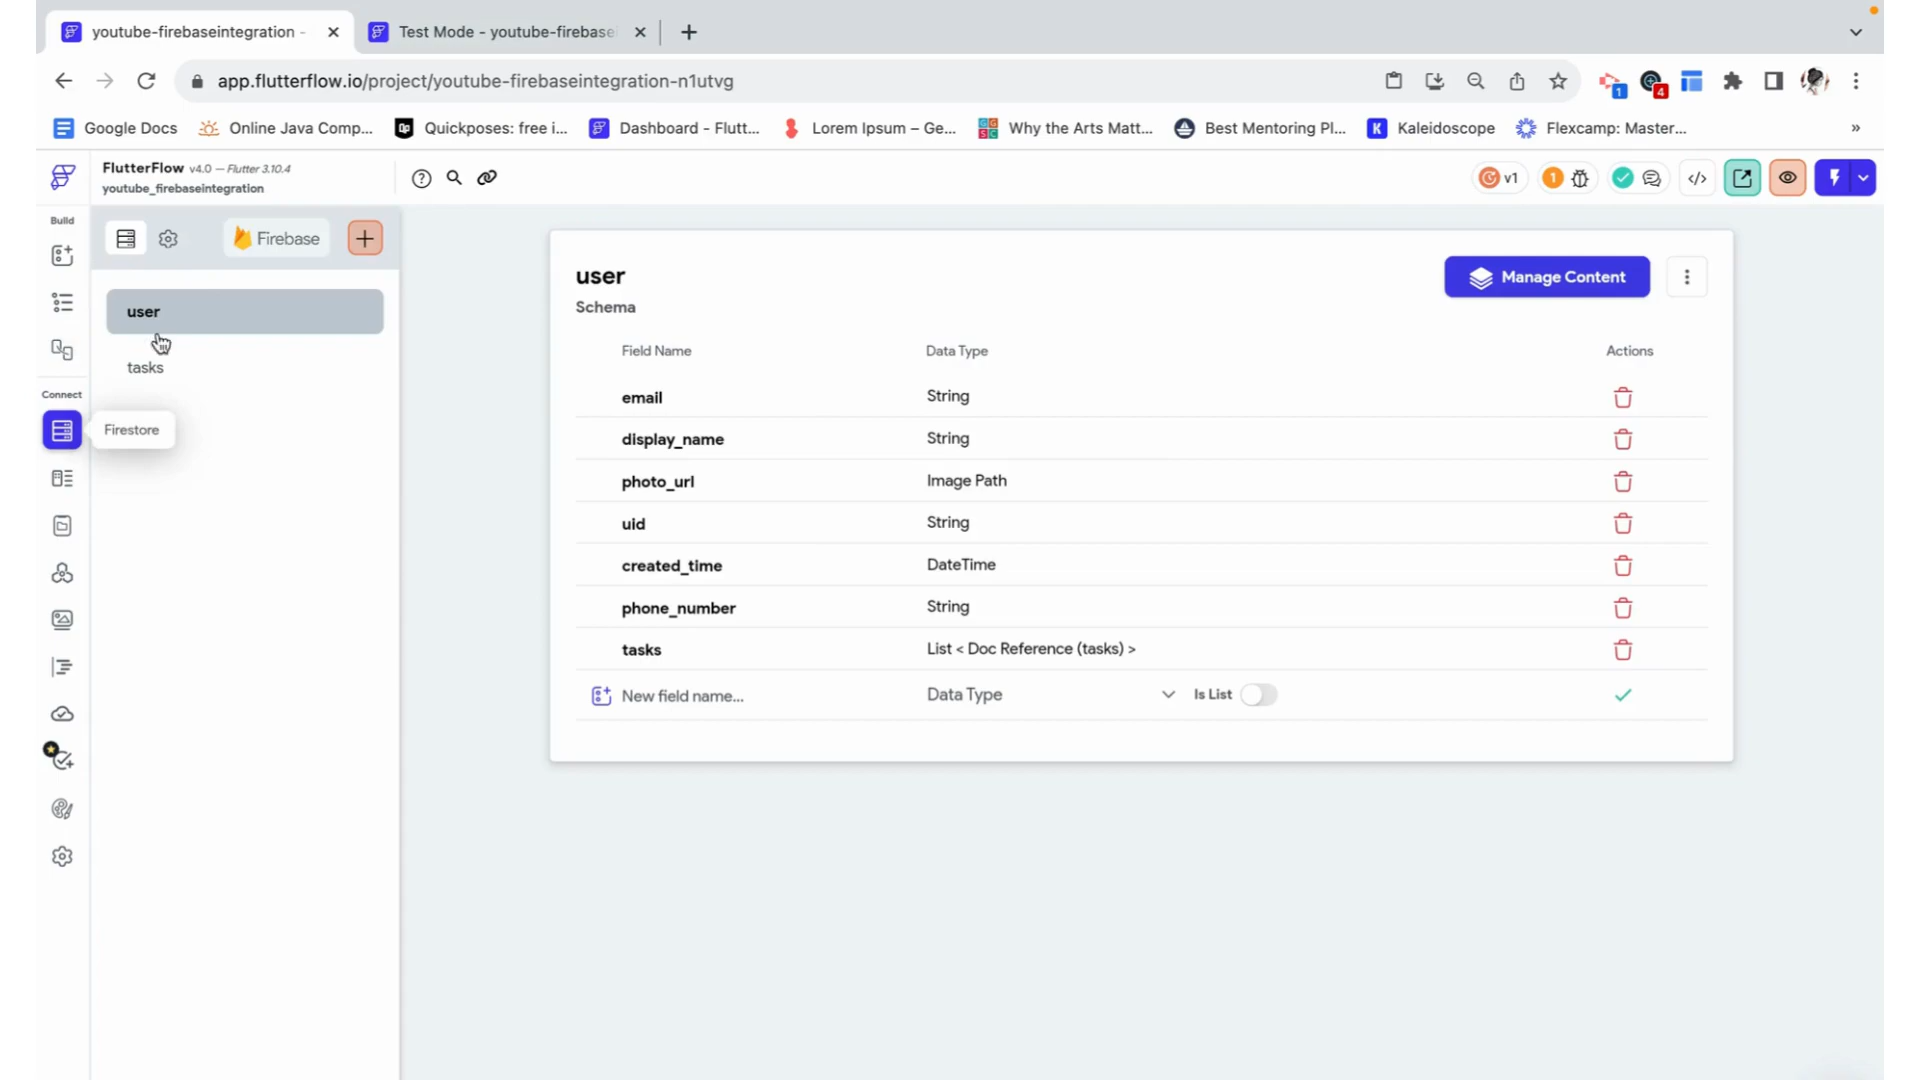 youtube-firebaseintegration -
Test Mode - youtube-firebase
app.flutterflow.io/project/youtube-firebaseintegration-n1utvg
1
4
Google Docs
Online Java Comp...
Quickposes: free i...
Dashboard - Flutt...
Lorem Ipsum – Ge...
Why the Arts Matt...
Best Mentoring Pl...
Kaleidoscope
Flexcamp: Master...
»
FlutterFlow v4.0 — Flutter 3.10.4
youtube_firebaseintegration
v1
1
Build
Firebase
user
tasks
Connect
Firestore
user
Manage Content
Schema
Field Name Data Type Actions
email String
display_name String
photo_url Image Path
uid String
created_time DateTime
phone_number String
tasks List < Doc Reference (tasks) >
New field name... Data Type Is List